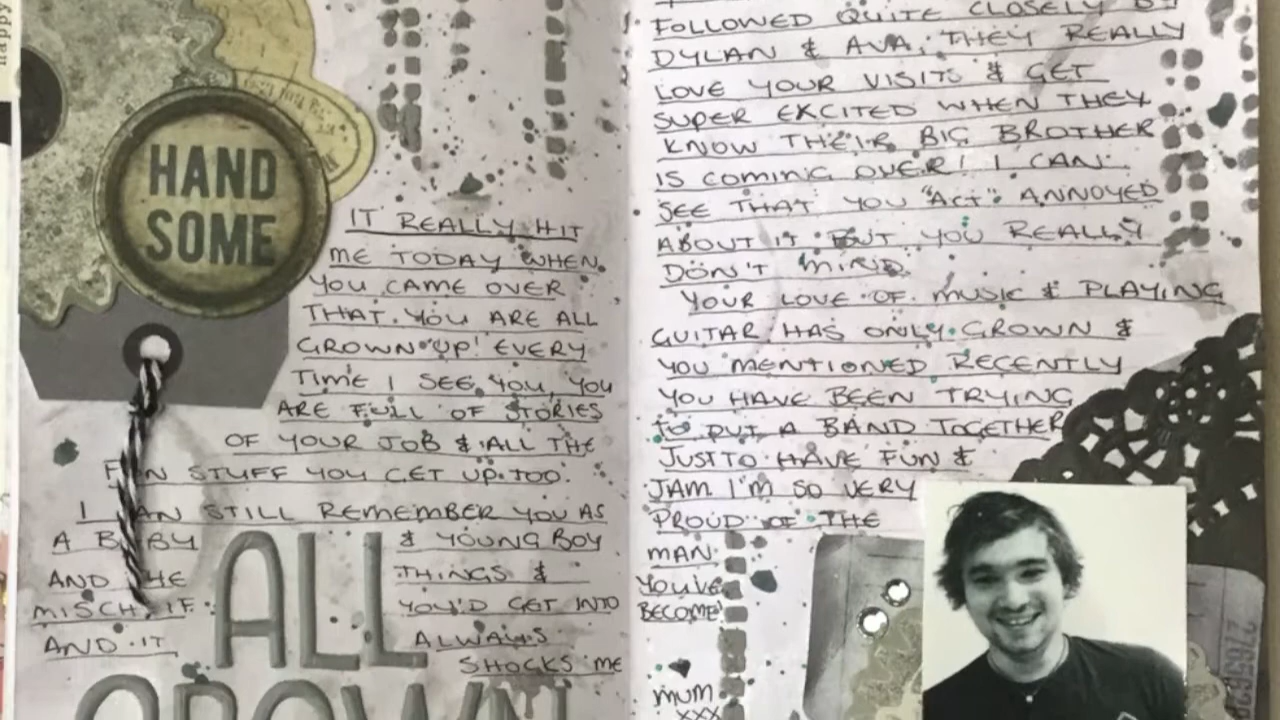 happy
HAND
SOME
IT REALLY HIT
ME TODAY WHEN
YOU CAME OVER
THAT YOU ARE ALL
GROWN "UP! EVERY
TIME I SEE YOU, YOU
ARE FULL OF STORIES
OF YOUR JOB & ALL THE
FUN STUFF YOU GET UP TOO.
I CAN STILL REMEMBER YOU AS
A BABY & YOUNG BOY
AND THE THINGS &
MISCHIEF YOU'D GET INTO
AND IT ALWAYS
SHOCKS ME
ALL
GROWN
FOLLOWED QUITE CLOSELY BY
DYLAN & AVA, THEY REALLY
LOVE YOUR VISITS & GET
SUPER EXCITED WHEN THEY
KNOW THEIR BIG BROTHER
IS COMING OVER! I CAN
SEE THAT YOU "ACT" ANNOYED
ABOUT IT BUT YOU REALLY
DON'T MIND.
YOUR LOVE OF MUSIC & PLAYING
GUITAR HAS ONLY GROWN &
YOU MENTIONED RECENTLY
YOU HAVE BEEN TRYING
TO PUT A BAND TOGETHER
JUST TO HAVE FUN &
JAM. I'M SO VERY
PROUD OF THE
MAN
YOU'VE
BECOME!
MUM
XXX